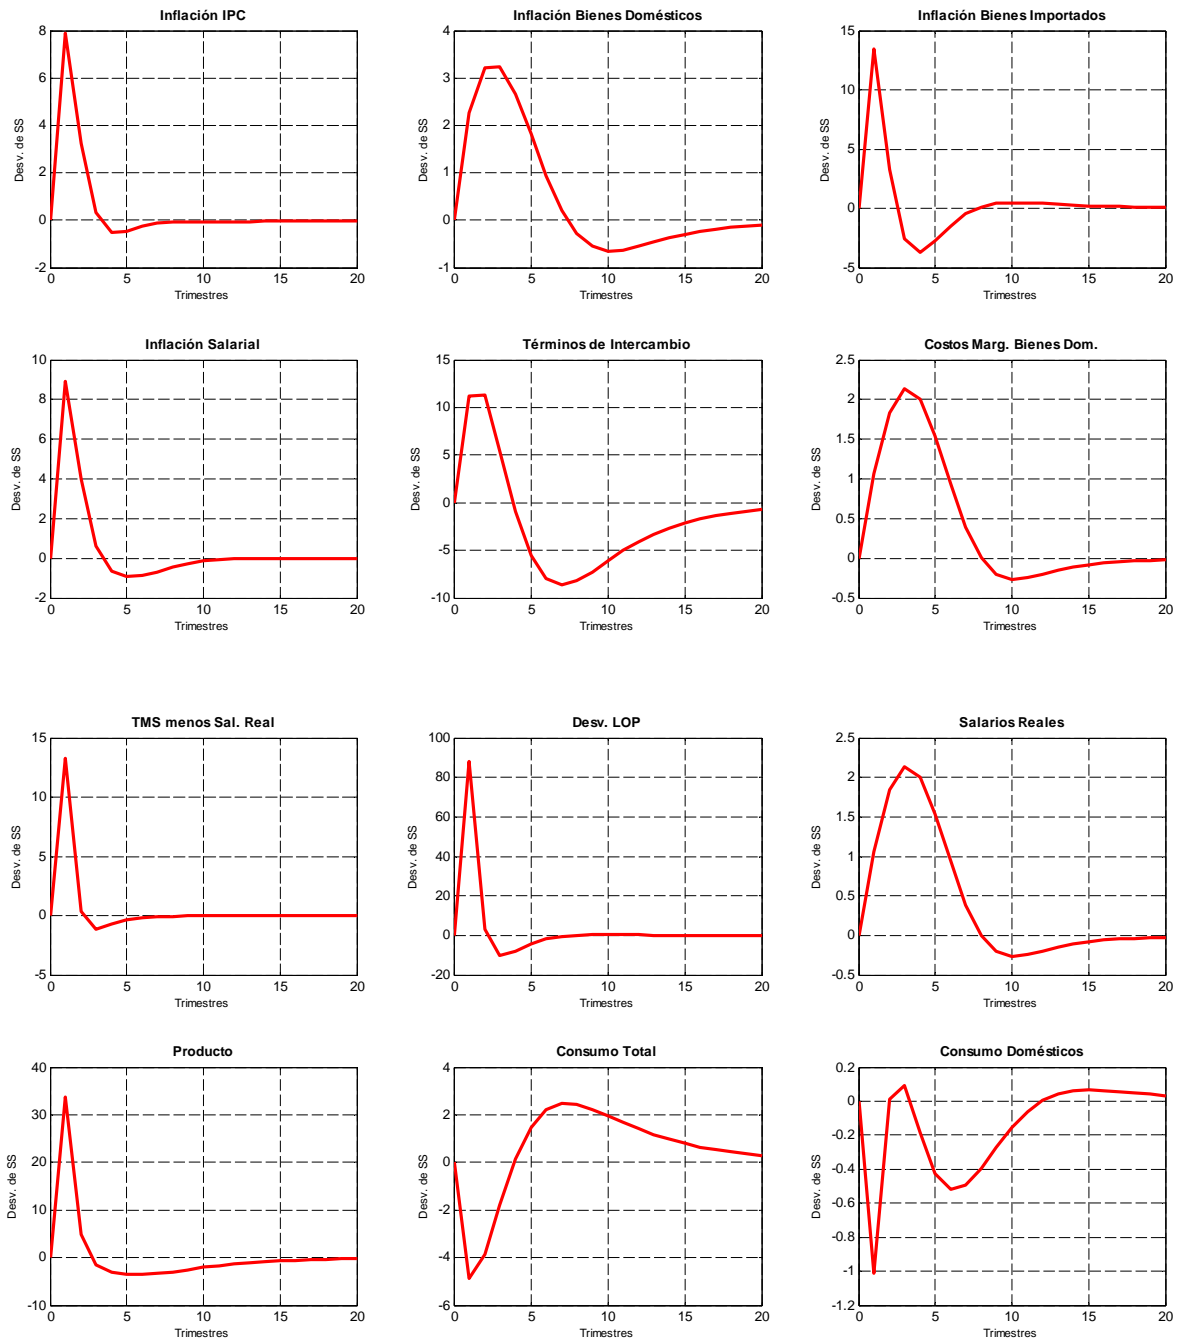 Inflación IPC
8
6
4
2
0
-2
Desv. de SS
0 5 10 15 20
Trimestres
Inflación Bienes Domésticos
4
3
2
1
0
-1
Desv. de SS
0 5 10 15 20
Trimestres
Inflación Bienes Importados
15
10
5
0
-5
Desv. de SS
0 5 10 15 20
Trimestres
Inflación Salarial
10
8
6
4
2
0
-2
Desv. de SS
0 5 10 15 20
Trimestres
Términos de Intercambio
15
10
5
0
-5
-10
Desv. de SS
0 5 10 15 20
Trimestres
Costos Marg. Bienes Dom.
2.5
2
1.5
1
0.5
0
-0.5
Desv. de SS
0 5 10 15 20
Trimestres
TMS menos Sal. Real
15
10
5
0
-5
Desv. de SS
0 5 10 15 20
Trimestres
Desv. LOP
100
80
60
40
20
0
-20
Desv. de SS
0 5 10 15 20
Trimestres
Salarios Reales
2.5
2
1.5
1
0.5
0
-0.5
Desv. de SS
0 5 10 15 20
Trimestres
Producto
40
30
20
10
0
-10
Desv. de SS
0 5 10 15 20
Trimestres
Consumo Total
4
2
0
-2
-4
-6
Desv. de SS
0 5 10 15 20
Trimestres
Consumo Domésticos
0.2
0
-0.2
-0.4
-0.6
-0.8
-1
-1.2
Desv. de SS
0 5 10 15 20
Trimestres